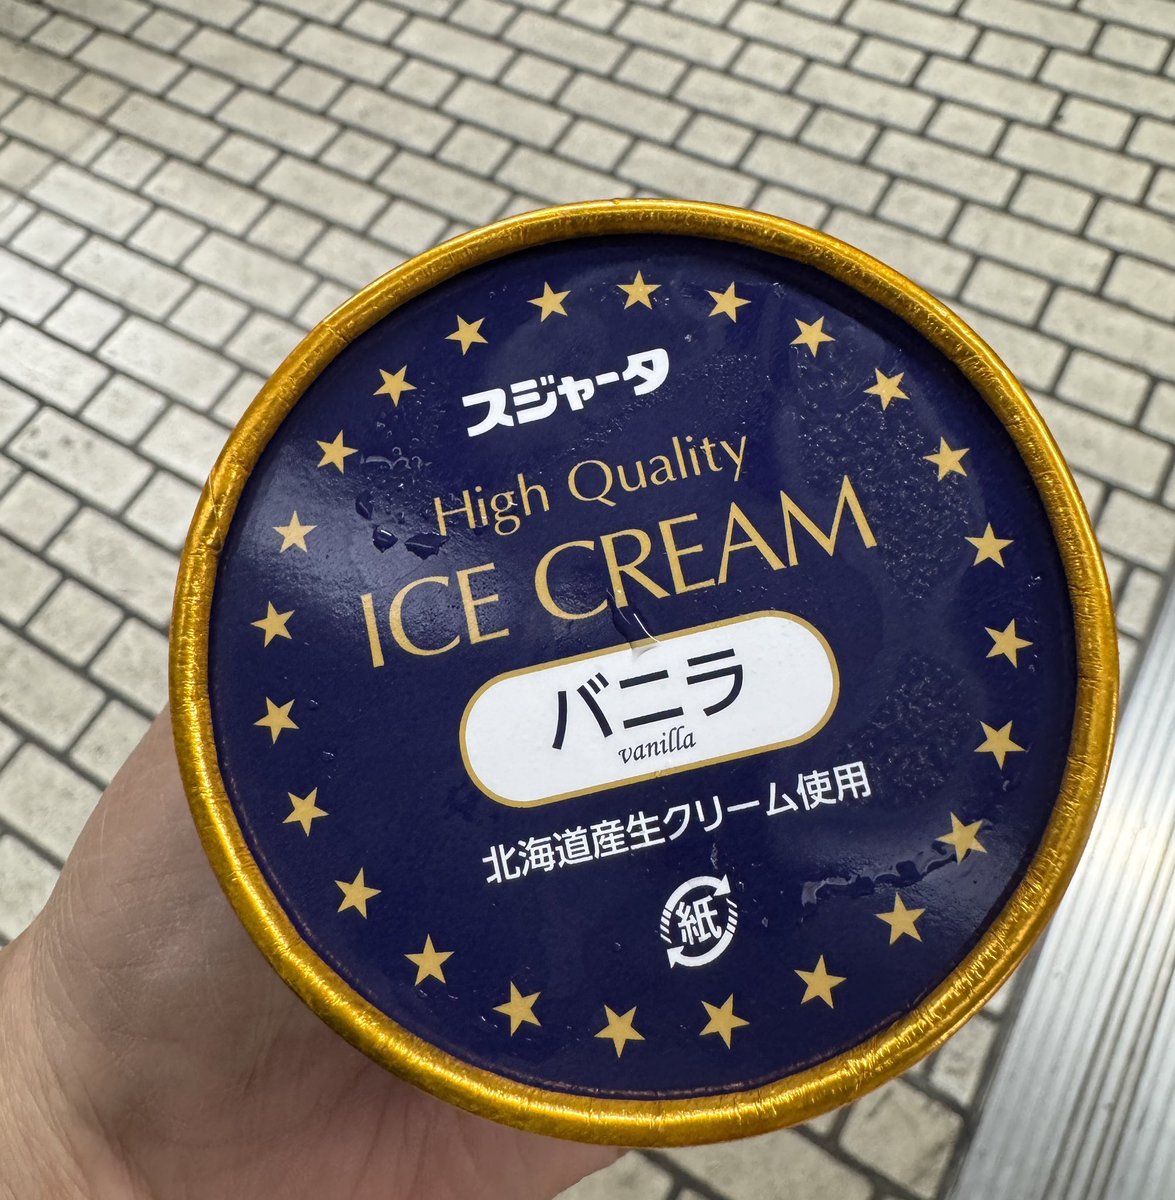 スジャータ
High Quality
ICE CREAM
バニラ
vanilla
北海道産生クリーム使用
紙